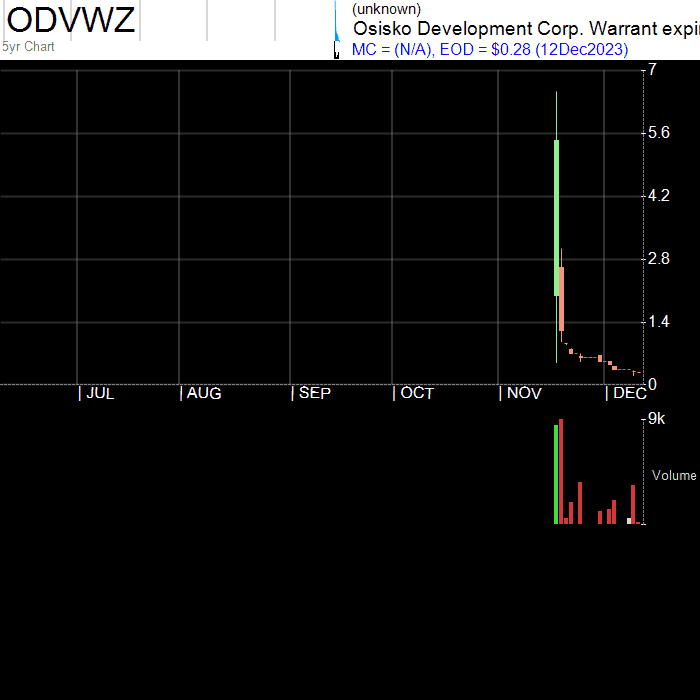 ODVWZ
5yr Chart
(unknown)
Osisko Development Corp. Warrant expi
MC = (N/A), EOD = $0.28 (12Dec2023)
7
5.6
4.2
2.8
1.4
0
| JUL | AUG | SEP | OCT | NOV | DEC
9k
Volume